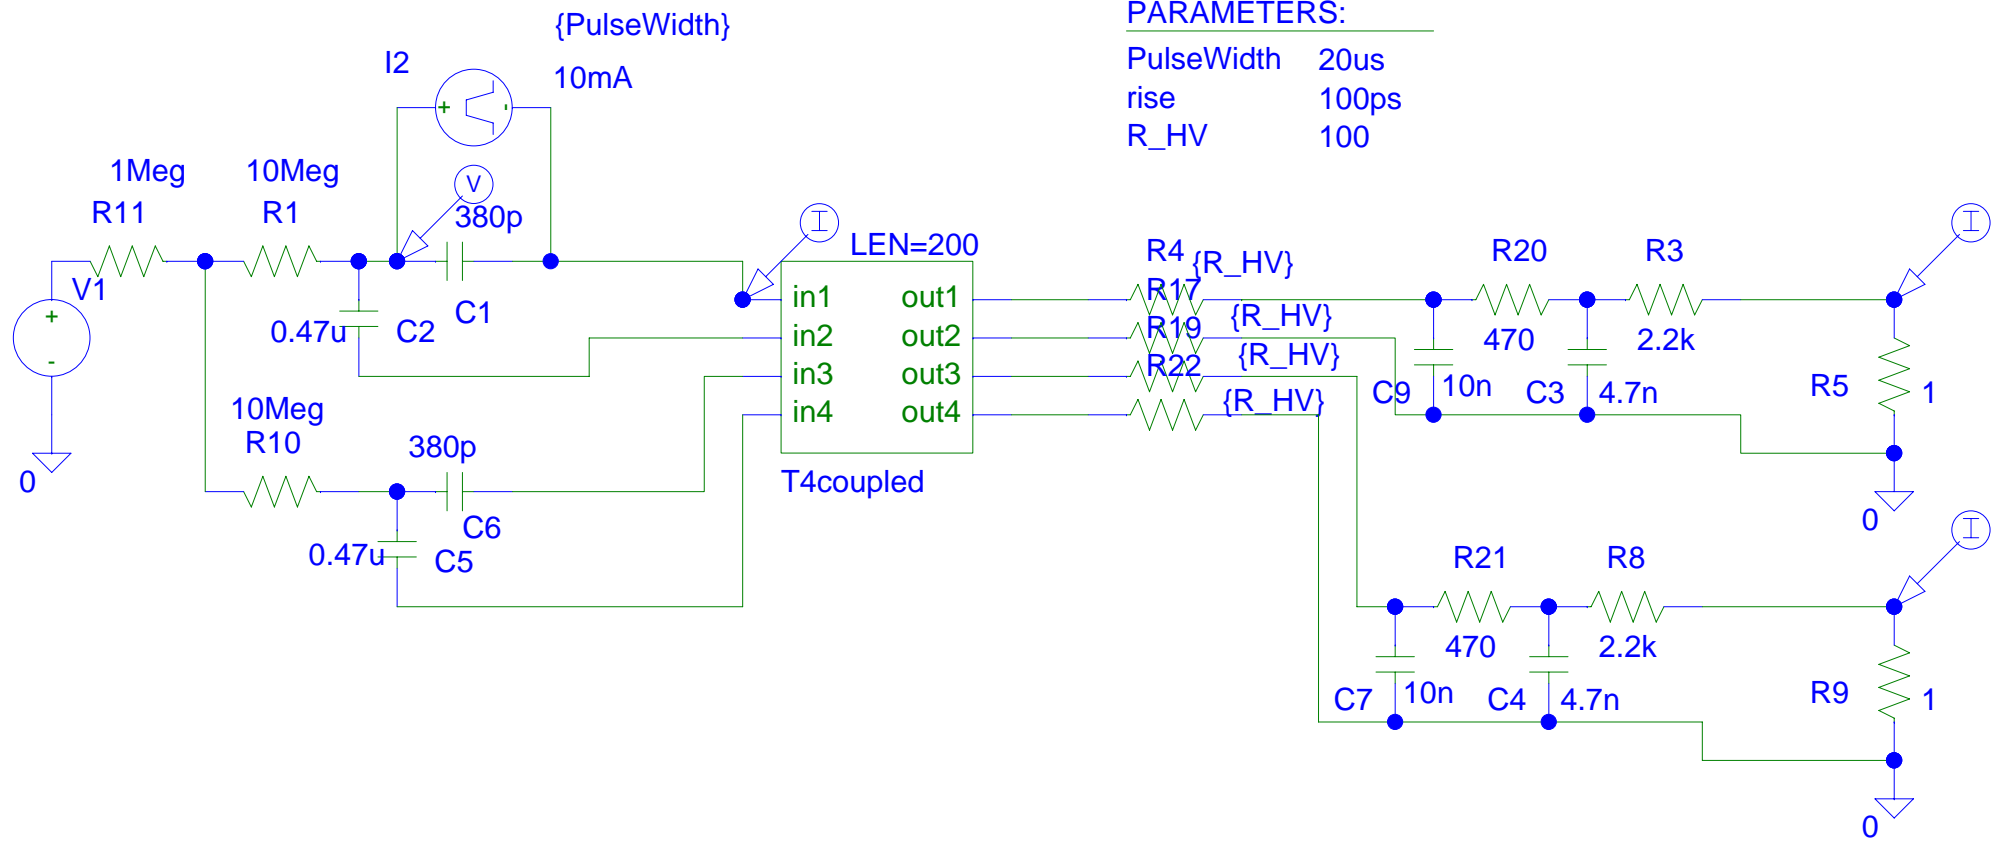 {PulseWidth}
I2
10mA
PARAMETERS:
PulseWidth 20us
rise 100ps
R_HV 100
1Meg
10Meg
R11
R1
V
380p
V1
+
-
+
-
0.47u
C2
C1
0
I
LEN=200
in1 out1
in2 out2
in3 out3
in4 out4
T4coupled
10Meg
R10
380p
C6
0.47u
C5
R4
{R_HV}
R17
{R_HV}
R19
{R_HV}
R22
{R_HV}
R20
R3
I
470
2.2k
C9
10n
C3
4.7n
R5
1
0
I
R21
R8
470
2.2k
C7
10n
C4
4.7n
R9
1
0